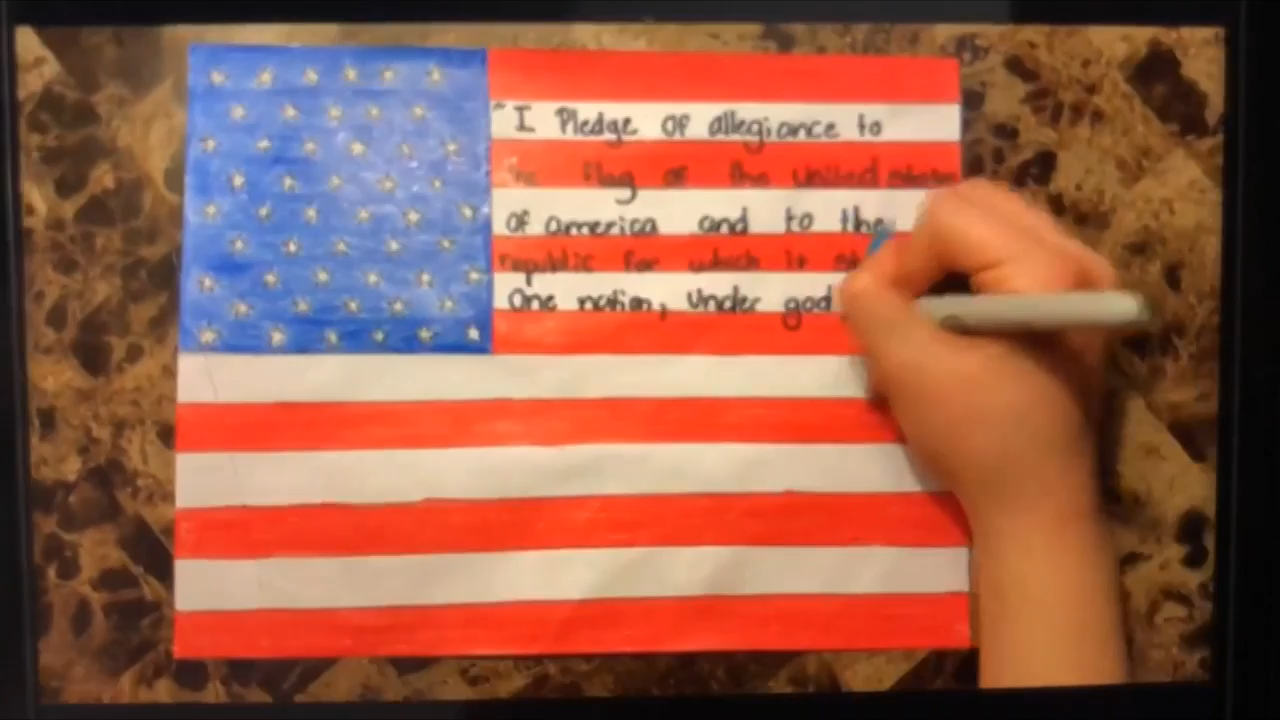 "I Pledge of allegiance to
flag of the united states
of america and to the
republic for which it
One nation, Under god